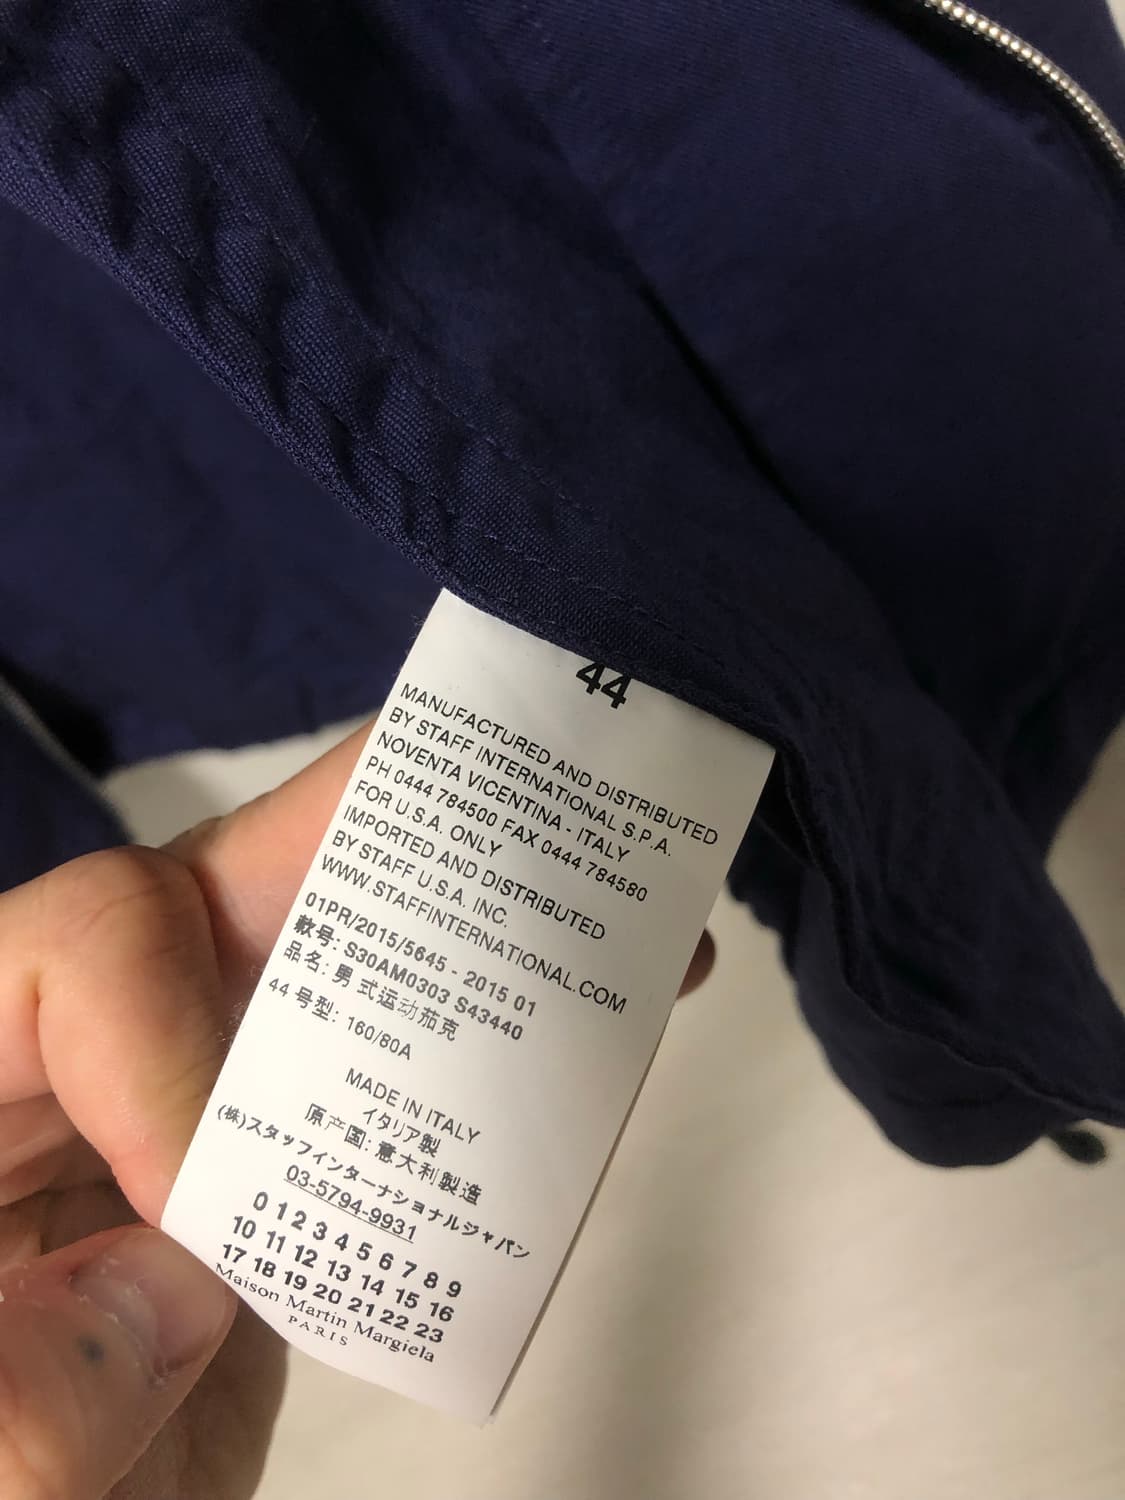 44
MANUFACTURED AND DISTRIBUTED
BY STAFF INTERNATIONAL S.P.A.
NOVENTA VICENTINA - ITALY
PH 0444 784500 FAX 0444 784580
FOR U.S.A. ONLY
IMPORTED AND DISTRIBUTED
BY STAFF U.S.A. INC.
WWW.STAFFINTERNATIONAL.COM
01PR/2015/5645 - 2015 01
款号: S30AM0303 S43440
品名: 男 式运动茄克
44 号型: 160/80A
MADE IN ITALY
イタリア製
原产国: 意大利製造
(株)スタッフインターナショナルジャパン
03-5794-9931
0 1 2 3 4 5 6 7 8 9
10 11 12 13 14 15 16
17 18 19 20 21 22 23
Maison Martin Margiela
PARIS